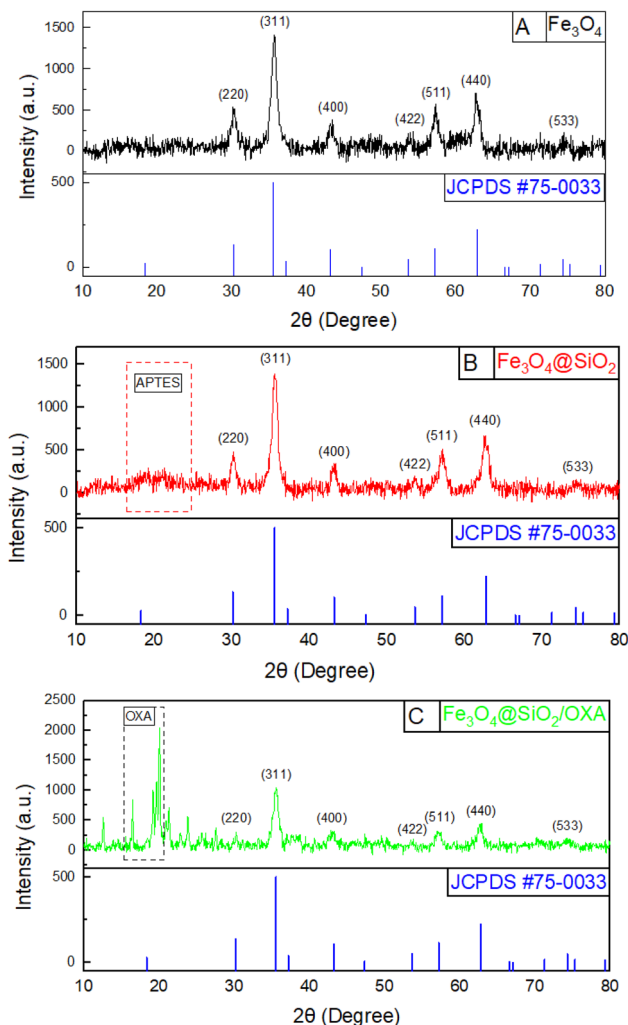 A Fe₃O₄
(311)
(220)
(400)
(422)
(511)
(440)
(533)
1500
1000
500
0
Intensity (a.u.)
JCPDS #75-0033
500
0
10 20 30 40 50 60 70 80
2θ (Degree)
B Fe₃O₄@SiO₂
APTES
(311)
(220)
(400)
(422)
(511)
(440)
(533)
1500
1000
500
0
Intensity (a.u.)
JCPDS #75-0033
500
0
10 20 30 40 50 60 70 80
2θ (Degree)
C Fe₃O₄@SiO₂/OXA
OXA
(311)
(220)
(400)
(422)
(511)
(440)
(533)
2500
2000
1500
1000
500
0
Intensity (a.u.)
JCPDS #75-0033
500
0
10 20 30 40 50 60 70 80
2θ (Degree)